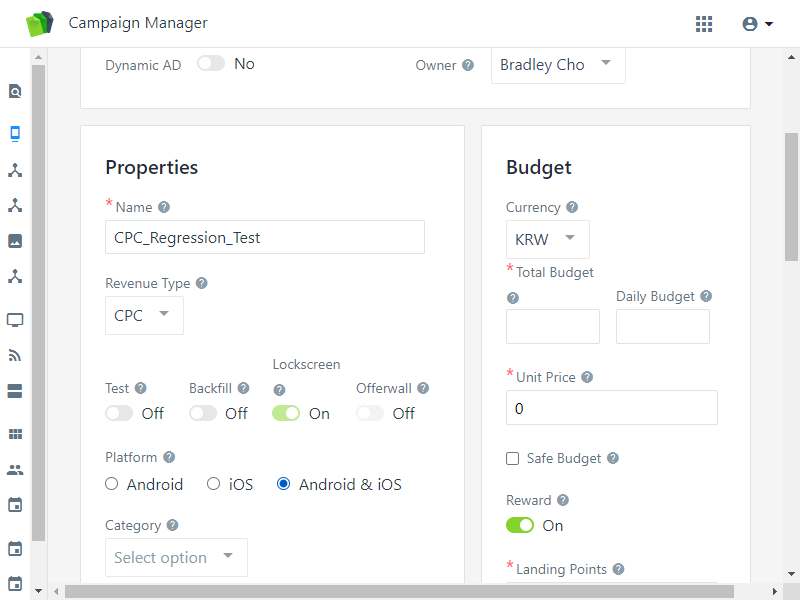 Campaign Manager
Dynamic AD No Owner Bradley Cho
Properties
* Name
CPC_Regression_Test
Revenue Type
CPC
Lockscreen
Test Backfill Offerwall
Off Off On Off
Platform
Android iOS Android & iOS
Category
Select option
Budget
Currency
KRW
* Total Budget
Daily Budget
* Unit Price
0
Safe Budget
Reward
On
* Landing Points